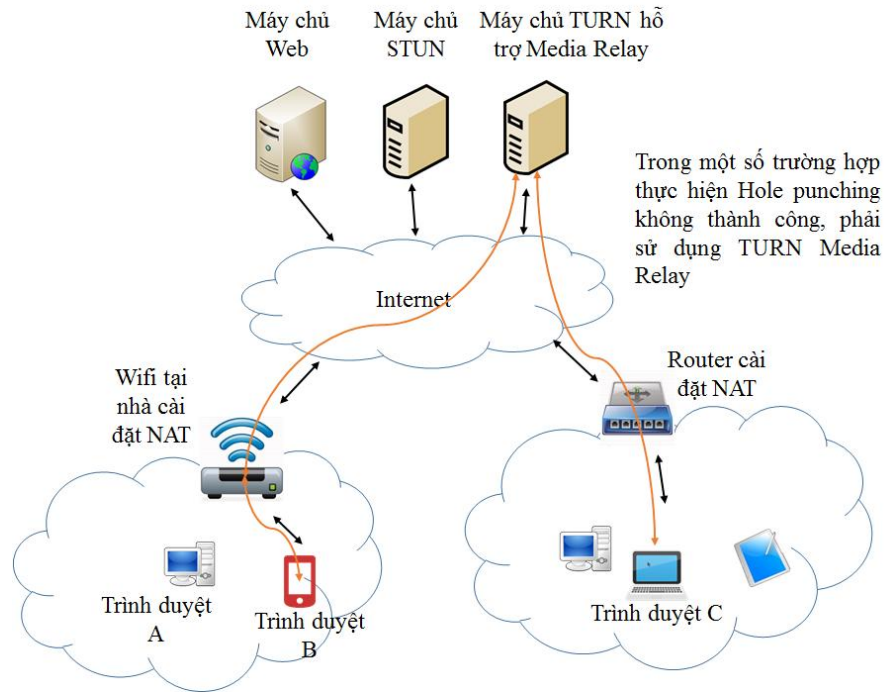 Máy chủ
Web
Máy chủ
STUN
Máy chủ TURN hỗ
trợ Media Relay
Trong một số trường hợp
thực hiện Hole punching
không thành công, phải
sử dụng TURN Media
Relay
Internet
Wifi tại
nhà cài
đặt NAT
Router cài
đặt NAT
Trình duyệt
A
Trình duyệt
B
Trình duyệt C